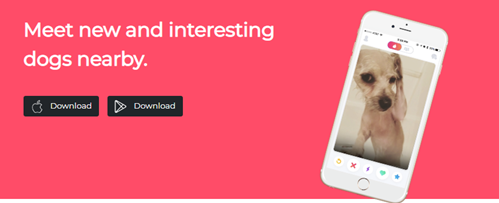 Meet new and interesting
dogs nearby.
Download
Download